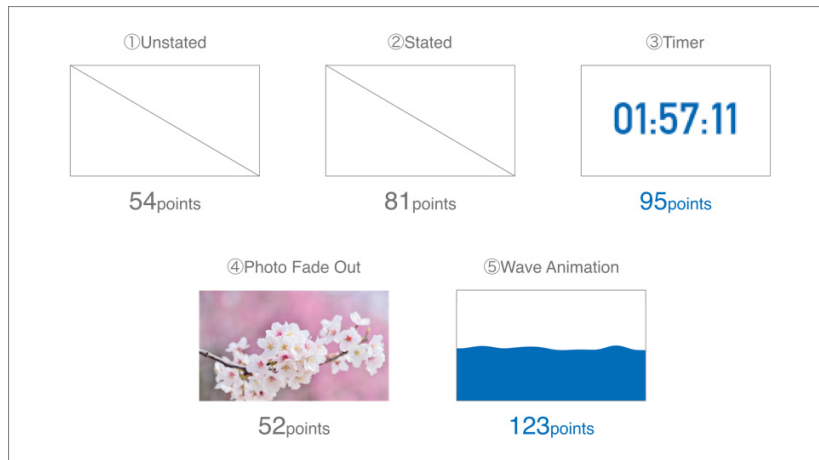 ①Unstated
②Stated
③Timer
01:57:11
54points
81points
95points
④Photo Fade Out
⑤Wave Animation
52points
123points